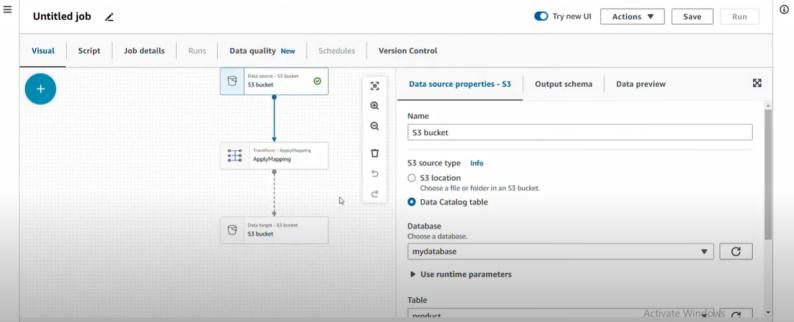 Untitled job
Try new UI
Actions
Save
Run
Visual
Script
Job details
Runs
Data quality New
Schedules
Version Control
Data source - S3 bucket
S3 bucket
Transform - ApplyMapping
ApplyMapping
Data target - S3 bucket
S3 bucket
Data source properties - S3
Output schema
Data preview
Name
S3 bucket
S3 source type
Info
S3 location
Choose a file or folder in an S3 bucket.
Data Catalog table
Database
Choose a database.
mydatabase
Use runtime parameters
Table
product
Activate Windows